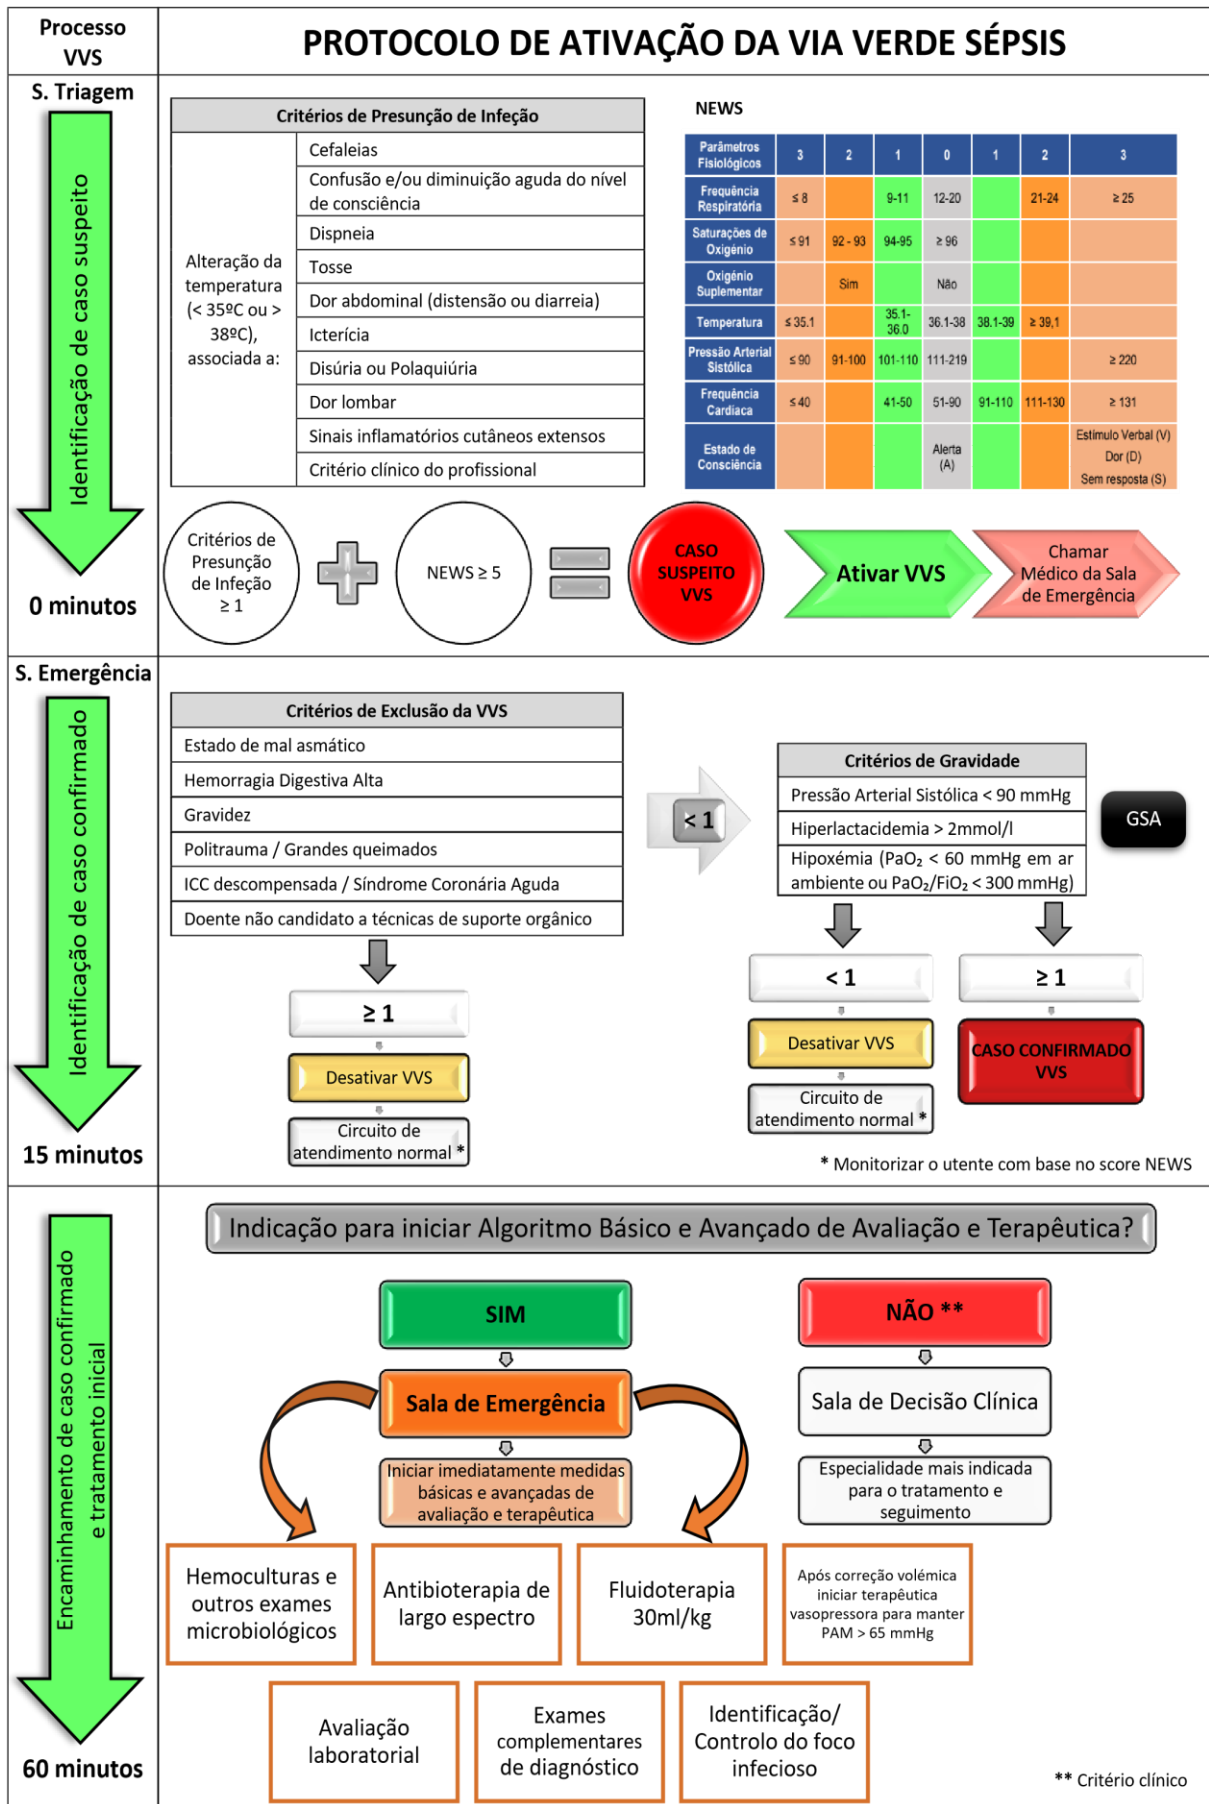 Processo
VVS
PROTOCOLO DE ATIVAÇÃO DA VIA VERDE SÉPSIS
S. Triagem
Identificação de caso suspeito
0 minutos
Critérios de Presunção de Infeção
Alteração da
temperatura
(< 35ºC ou >
38ºC),
associada a:
Cefaleias
Confusão e/ou diminuição aguda do nível
de consciência
Dispneia
Tosse
Dor abdominal (distensão ou diarreia)
Icterícia
Disúria ou Polaquiúria
Dor lombar
Sinais inflamatórios cutâneos extensos
Critério clínico do profissional
NEWS
Parâmetros
Fisiológicos 3 2 1 0 1 2 3
Frequência
Respiratória ≤ 8 9-11 12-20 21-24 ≥ 25
Saturações de
Oxigénio ≤ 91 92 - 93 94-95 ≥ 96
Oxigénio
Suplementar Sim Não
Temperatura ≤ 35.1 35.1-
36.0 36.1-38 38.1-39 ≥ 39,1
Pressão Arterial
Sistólica ≤ 90 91-100 101-110 111-219 ≥ 220
Frequência
Cardíaca ≤ 40 41-50 51-90 91-110 111-130 ≥ 131
Estado de
Consciência
Alerta
(A)
Estimulo Verbal (V)
Dor (D)
Sem resposta (S)
Critérios de
Presunção
de Infeção
≥ 1
NEWS ≥ 5
CASO
SUSPEITO
VVS
Ativar VVS
Chamar
Médico da Sala
de Emergência
S. Emergência
Identificação de caso confirmado
15 minutos
Critérios de Exclusão da VVS
Estado de mal asmático
Hemorragia Digestiva Alta
Gravidez
Politrauma / Grandes queimados
ICC descompensada / Síndrome Coronária Aguda
Doente não candidato a técnicas de suporte orgânico
< 1
Critérios de Gravidade
Pressão Arterial Sistólica < 90 mmHg
Hiperlactacidemia > 2mmol/l
Hipoxémia (PaO₂ < 60 mmHg em ar
ambiente ou PaO₂/FiO₂ < 300 mmHg)
GSA
≥ 1
Desativar VVS
Circuito de
atendimento normal *
< 1
Desativar VVS
Circuito de
atendimento normal *
≥ 1
CASO CONFIRMADO
VVS
* Monitorizar o utente com base no score NEWS
Encaminhamento de caso confirmado
e tratamento inicial
60 minutos
Indicação para iniciar Algoritmo Básico e Avançado de Avaliação e Terapêutica?
SIM
Sala de Emergência
Iniciar imediatamente medidas
básicas e avançadas de
avaliação e terapêutica
NÃO **
Sala de Decisão Clínica
Especialidade mais indicada
para o tratamento e
seguimento
Hemoculturas e
outros exames
microbiológicos
Antibioterapia de
largo espectro
Fluidoterapia
30ml/kg
Após correção volémica
iniciar terapêutica
vasopressora para manter
PAM > 65 mmHg
Avaliação
laboratorial
Exames
complementares
de diagnóstico
Identificação/
Controlo do foco
infecioso
** Critério clínico